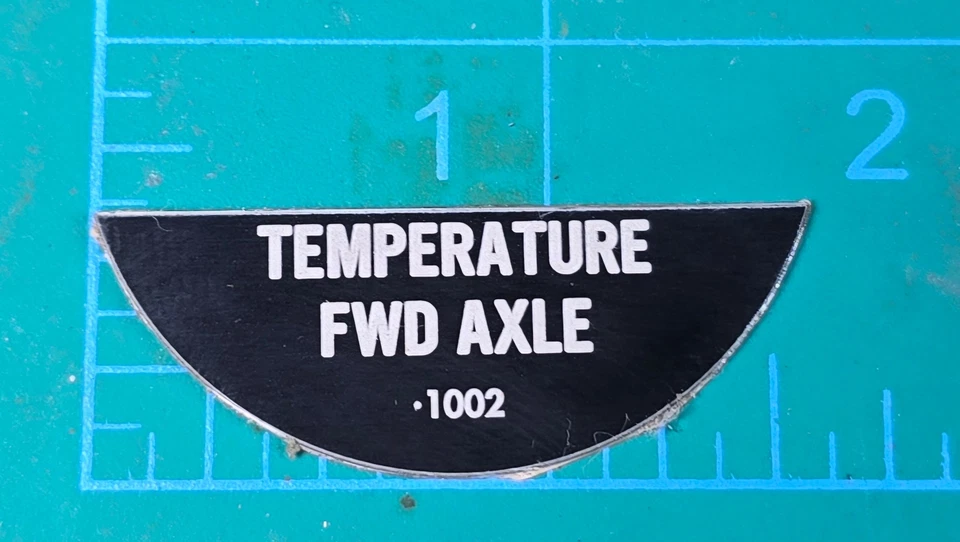 1 2
TEMPERATURE
FWD AXLE
·1002